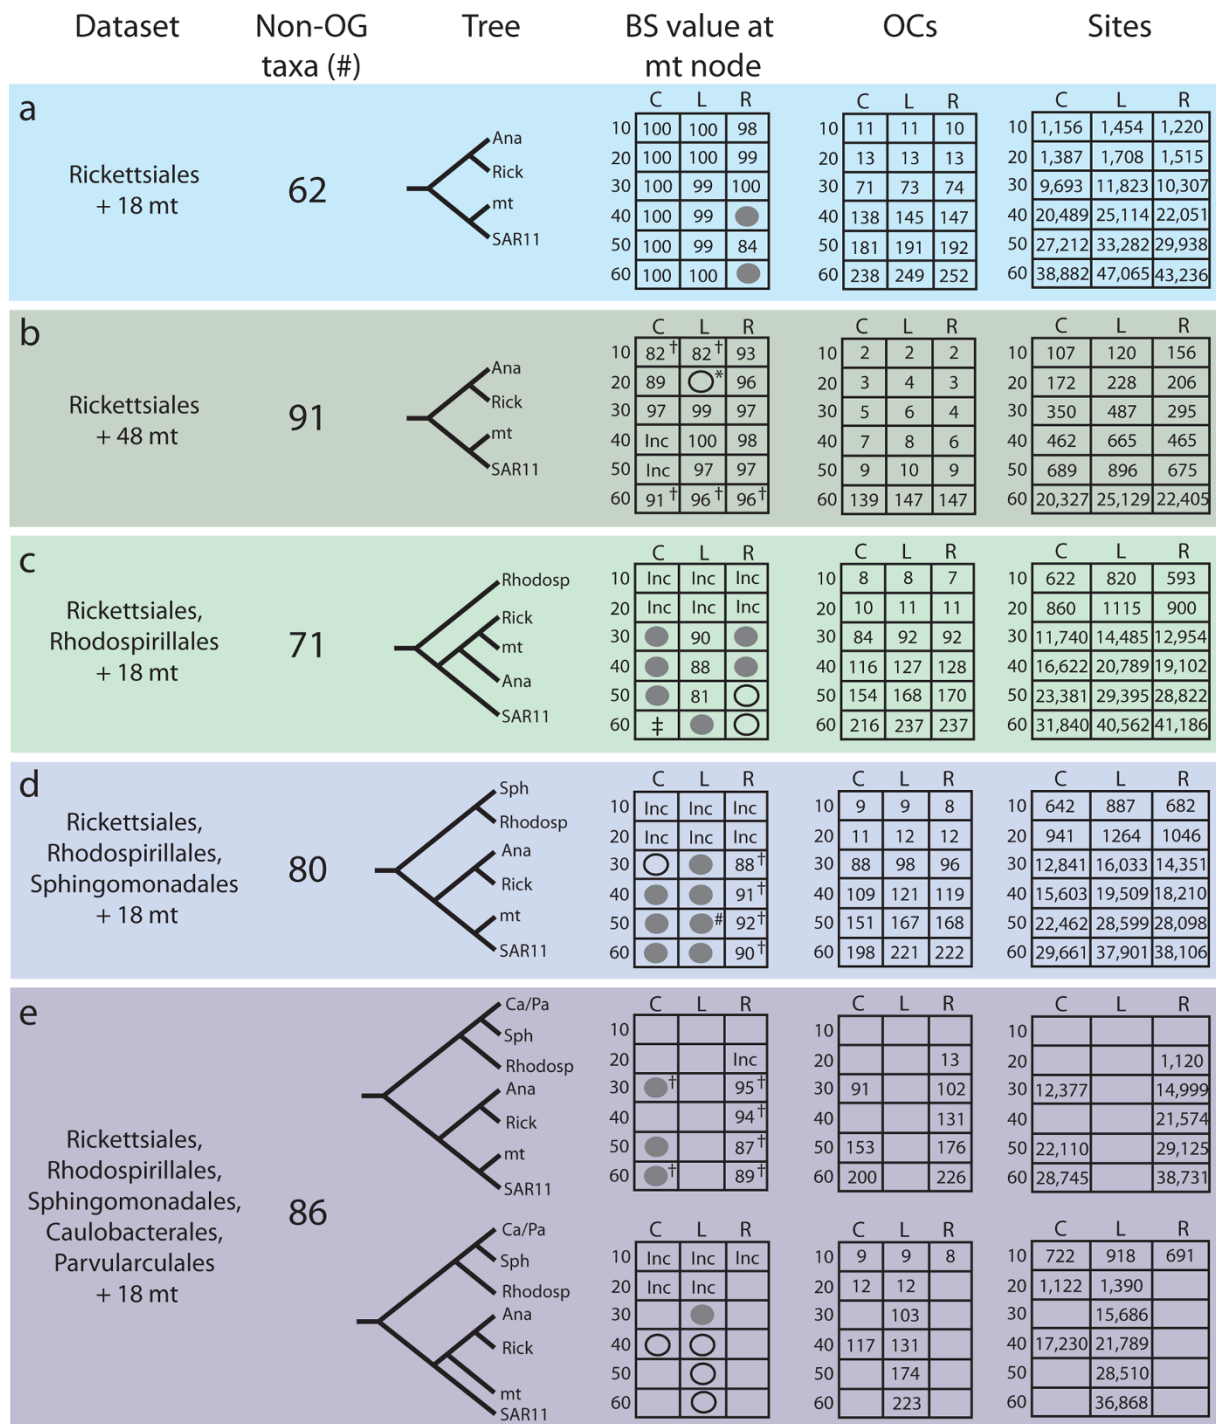 Dataset Non-OG taxa (#) Tree BS value at mt node OCs Sites
a
Rickettsiales
+ 18 mt
62
Ana
Rick
mt
SAR11
C L R
10 100 100 98
20 100 100 99
30 100 99 100
40 100 99
50 100 99 84
60 100 100
C L R
10 11 11 10
20 13 13 13
30 71 73 74
40 138 145 147
50 181 191 192
60 238 249 252
C L R
10 1,156 1,454 1,220
20 1,387 1,708 1,515
30 9,693 11,823 10,307
40 20,489 25,114 22,051
50 27,212 33,282 29,938
60 38,882 47,065 43,236
b
Rickettsiales
+ 48 mt
91
Ana
Rick
mt
SAR11
C L R
10 82† 82† 93
20 89 * 96
30 97 99 97
40 Inc 100 98
50 Inc 97 97
60 91† 96† 96†
C L R
10 2 2 2
20 3 4 3
30 5 6 4
40 7 8 6
50 9 10 9
60 139 147 147
C L R
10 107 120 156
20 172 228 206
30 350 487 295
40 462 665 465
50 689 896 675
60 20,327 25,129 22,405
c
Rickettsiales,
Rhodospirillales
+ 18 mt
71
Rhodosp
Rick
mt
Ana
SAR11
C L R
10 Inc Inc Inc
20 Inc Inc Inc
30 90
40 88
50 81
60 ‡
C L R
10 8 8 7
20 10 11 11
30 84 92 92
40 116 127 128
50 154 168 170
60 216 237 237
C L R
10 622 820 593
20 860 1115 900
30 11,740 14,485 12,954
40 16,622 20,789 19,102
50 23,381 29,395 28,822
60 31,840 40,562 41,186
d
Rickettsiales,
Rhodospirillales,
Sphingomonadales
+ 18 mt
80
Sph
Rhodosp
Ana
Rick
mt
SAR11
C L R
10 Inc Inc Inc
20 Inc Inc Inc
30 88†
40 91†
50 # 92†
60 90†
C L R
10 9 9 8
20 11 12 12
30 88 98 96
40 109 121 119
50 151 167 168
60 198 221 222
C L R
10 642 887 682
20 941 1264 1046
30 12,841 16,033 14,351
40 15,603 19,509 18,210
50 22,462 28,599 28,098
60 29,661 37,901 38,106
e
Rickettsiales,
Rhodospirillales,
Sphingomonadales,
Caulobacterales,
Parvularculales
+ 18 mt
86
Ca/Pa
Sph
Rhodosp
Ana
Rick
mt
SAR11
C L R
10
20 Inc
30 † 95†
40 94†
50 87†
60 † 89†
C L R
10
20 13
30 91 102
40 131
50 153 176
60 200 226
C L R
10
20 1,120
30 12,377 14,999
40 21,574
50 22,110 29,125
60 28,745 38,731
Ca/Pa
Sph
Rhodosp
Ana
Rick
mt
SAR11
C L R
10 Inc Inc Inc
20 Inc Inc
30
40
50
60
C L R
10 9 9 8
20 12 12
30 103
40 117 131
50 174
60 223
C L R
10 722 918 691
20 1,122 1,390
30 15,686
40 17,230 21,789
50 28,510
60 36,868